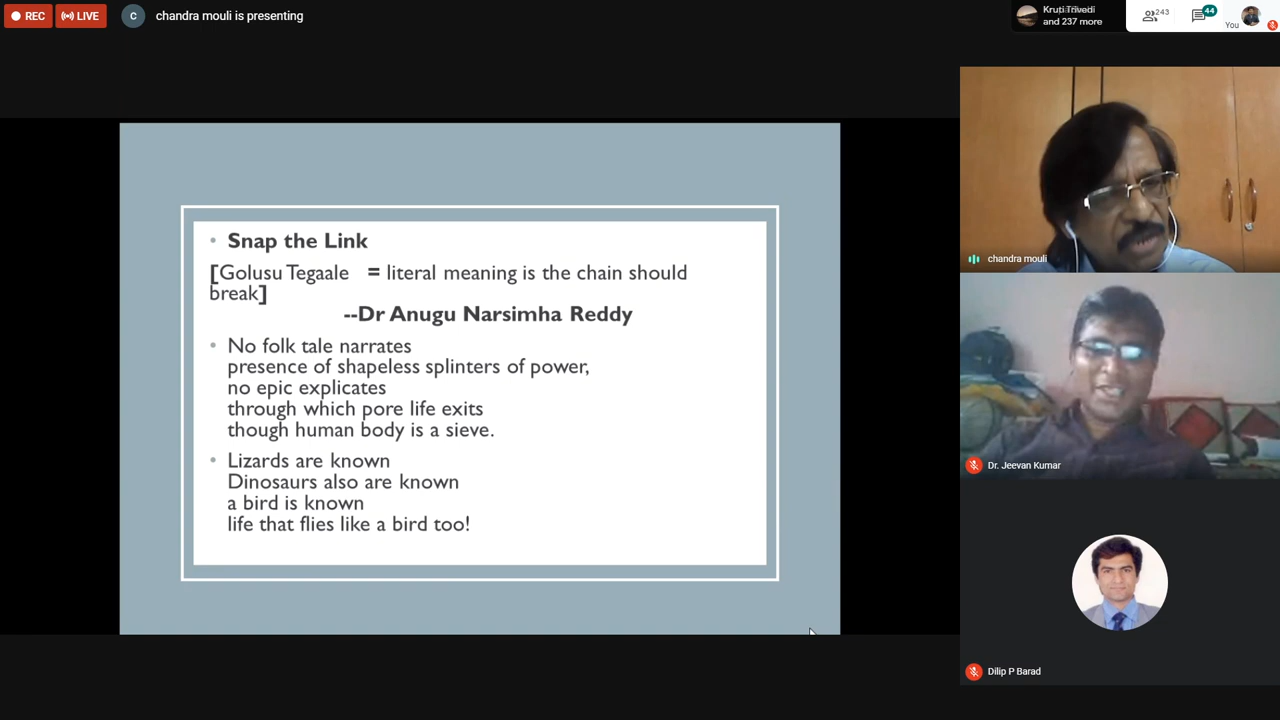 REC
LIVE
C
chandra mouli is presenting
and 237 more
243
44
You
• Snap the Link
[Golusu Tegaale = literal meaning is the chain should
break]
--Dr Anugu Narsimha Reddy
• No folk tale narrates
presence of shapeless splinters of power,
no epic explicates
through which pore life exits
though human body is a sieve.
• Lizards are known
Dinosaurs also are known
a bird is known
life that flies like a bird too!
chandra mouli
Dr. Jeevan Kumar
Dilip P Barad